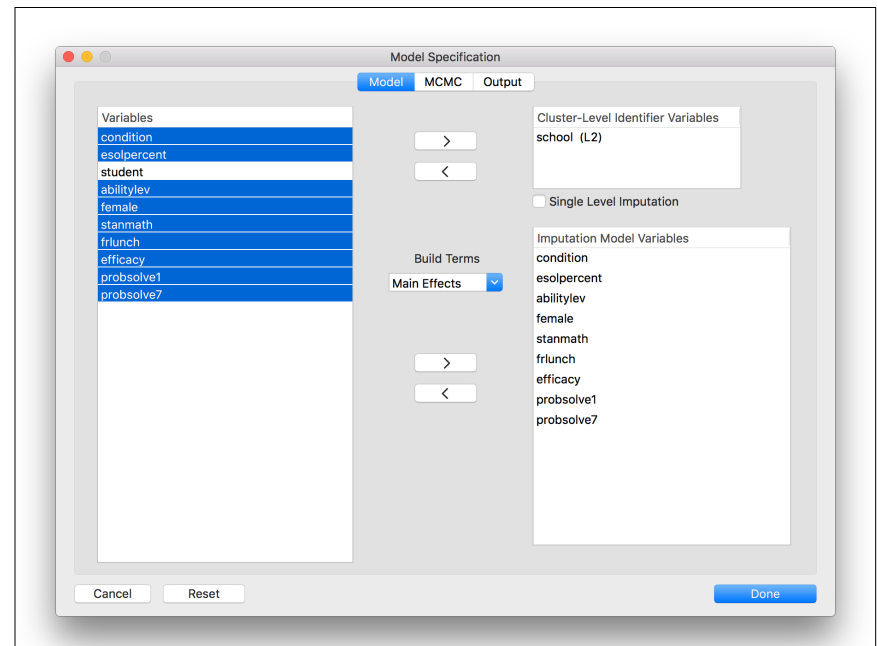 Model Specification
Model MCMC Output
Variables
condition
esolpercent
student
abilitylev
female
stanmath
frlunch
efficacy
probsolve1
probsolve7
>
<
Build Terms
Main Effects
>
<
Cluster-Level Identifier Variables
school (L2)
Single Level Imputation
Imputation Model Variables
condition
esolpercent
abilitylev
female
stanmath
frlunch
efficacy
probsolve1
probsolve7
Cancel Reset Done